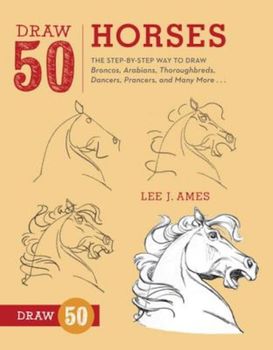 DRAW
50
HORSES
THE STEP-BY-STEP WAY TO DRAW
Broncos, Arabians, Thoroughbreds,
Dancers, Prancers, and Many More . . .
LEE J. AMES
DRAW 50